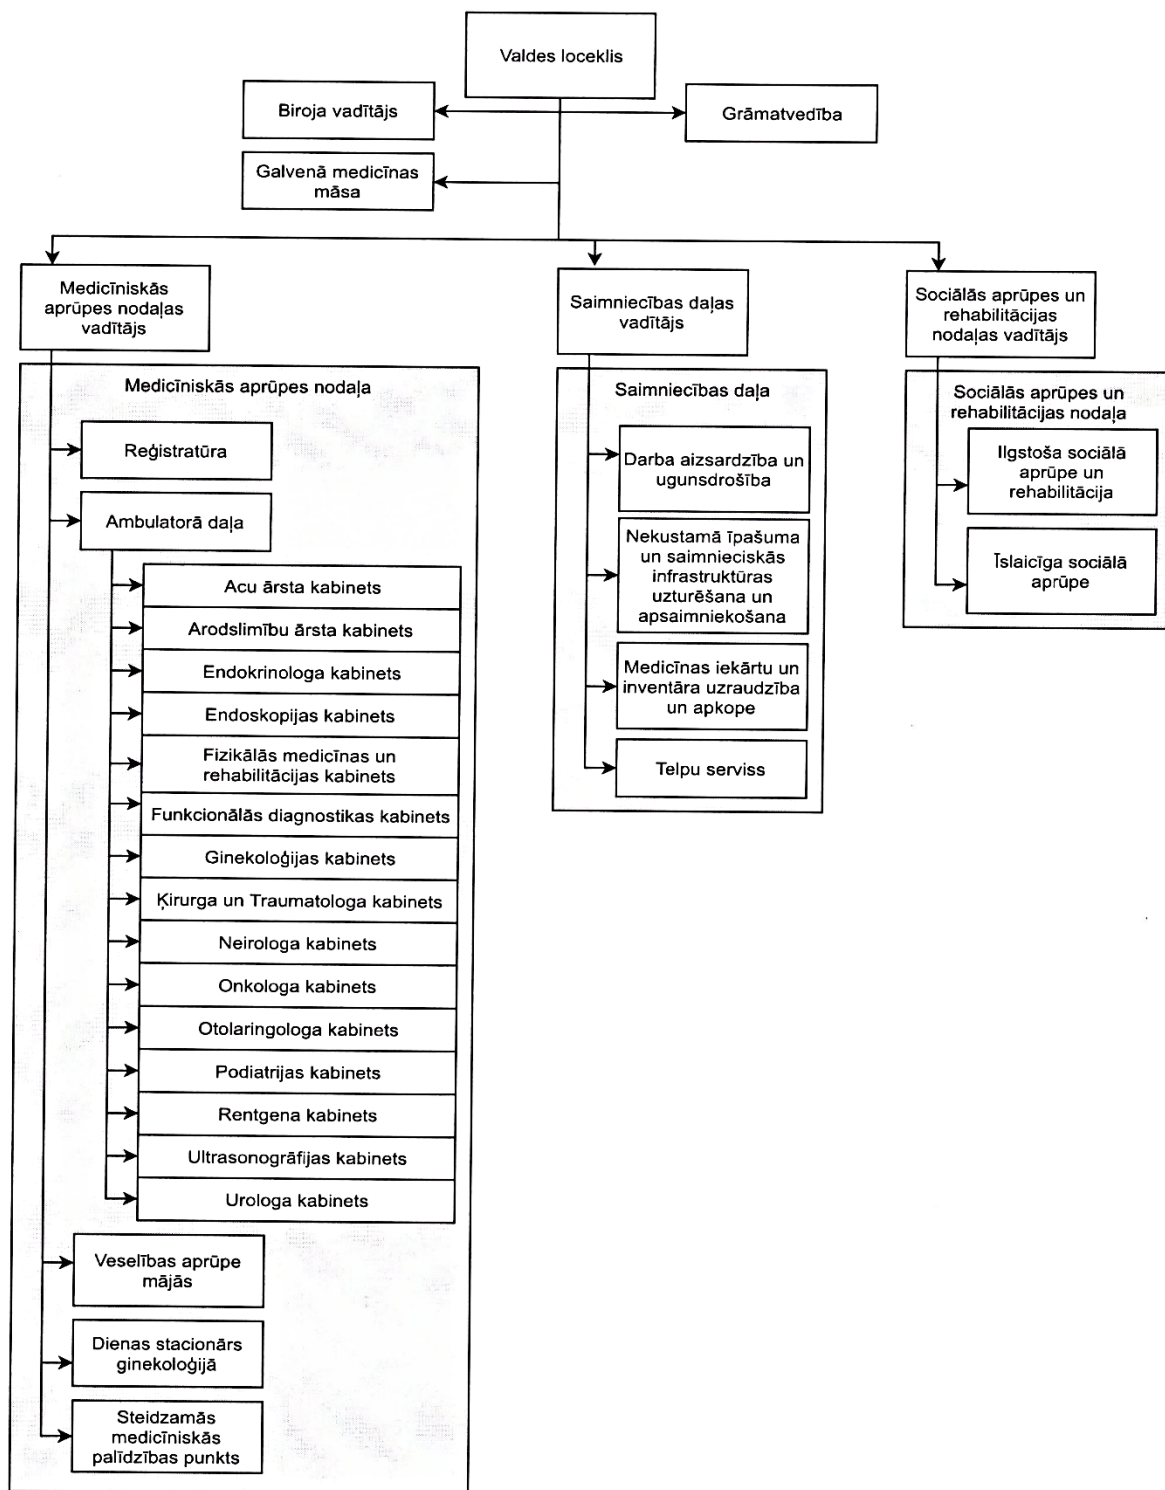 Valdes loceklis
Biroja vadītājs
Grāmatvedība
Galvenā medicīnas
māsa
Medicīniskās
aprūpes nodaļas
vadītājs
Saimniecības daļas
vadītājs
Sociālās aprūpes un
rehabilitācijas
nodaļas vadītājs
Medicīniskās aprūpes nodaļa
Reģistratūra
Ambulatorā daļa
Acu ārsta kabinets
Arodslimību ārsta kabinets
Endokrinologa kabinets
Endoskopijas kabinets
Fizikālās medicīnas un
rehabilitācijas kabinets
Funkcionālās diagnostikas kabinets
Ginekoloģijas kabinets
Ķirurga un Traumatologa kabinets
Neirologa kabinets
Onkologa kabinets
Otolaringologa kabinets
Podiatrijas kabinets
Rentgena kabinets
Ultrasonogrāfijas kabinets
Urologa kabinets
Veselības aprūpe
mājās
Dienas stacionārs
ginekoloģijā
Steidzamās
medicīniskās
palīdzības punkts
Saimniecības daļa
Darba aizsardzība un
ugunsdrošība
Nekustamā īpašuma
un saimnieciskās
infrastruktūras
uzturēšana un
apsaimniekošana
Medicīnas iekārtu un
inventāra uzraudzība
un apkope
Telpu serviss
Sociālās aprūpes un
rehabilitācijas nodaļa
Ilgstoša sociālā
aprūpe un
rehabilitācija
Īslaicīga sociālā
aprūpe